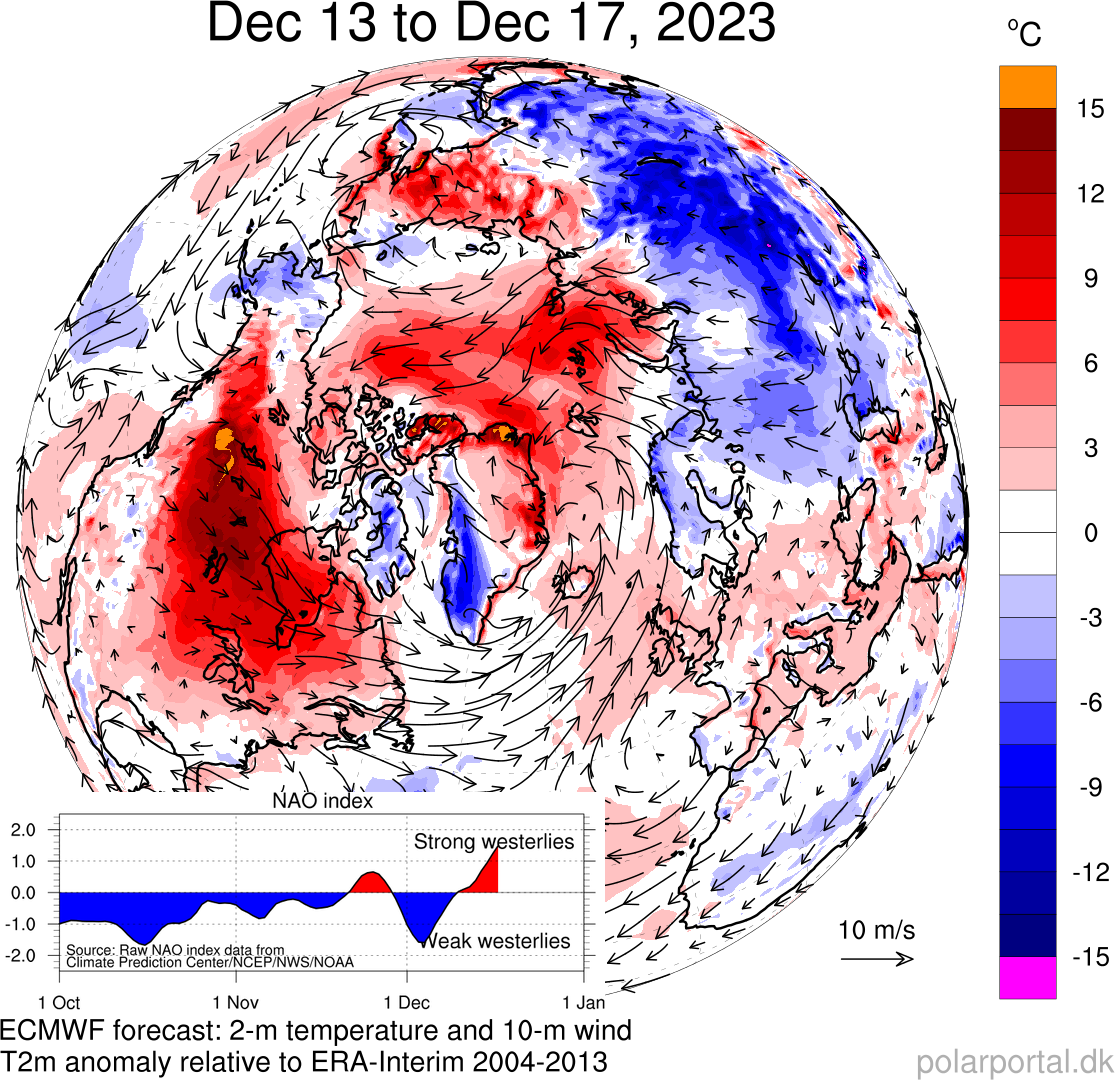 Dec 13 to Dec 17, 2023
°C
15
12
9
6
3
0
-3
-6
-9
-12
-15
10 m/s
NAO index
2.0
1.0
0.0
-1.0
-2.0
Strong westerlies
Weak westerlies
Source: Raw NAO index data from
Climate Prediction Center/NCEP/NWS/NOAA
1 Oct 1 Nov 1 Dec 1 Jan
ECMWF forecast: 2-m temperature and 10-m wind
T2m anomaly relative to ERA-Interim 2004-2013
polarportal.dk